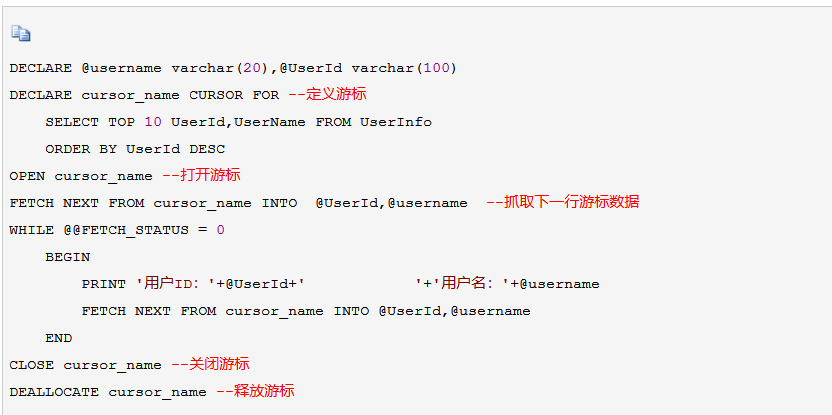 DECLARE @username varchar(20),@UserId varchar(100)
DECLARE cursor_name CURSOR FOR --定义游标
    SELECT TOP 10 UserId,UserName FROM UserInfo
    ORDER BY UserId DESC
OPEN cursor_name --打开游标
FETCH NEXT FROM cursor_name INTO  @UserId,@username  --抓取下一行游标数据
WHILE @@FETCH_STATUS = 0
    BEGIN
        PRINT '用户ID：'+@UserId+'            '+'用户名：'+@username
        FETCH NEXT FROM cursor_name INTO @UserId,@username
    END
CLOSE cursor_name --关闭游标
DEALLOCATE cursor_name --释放游标